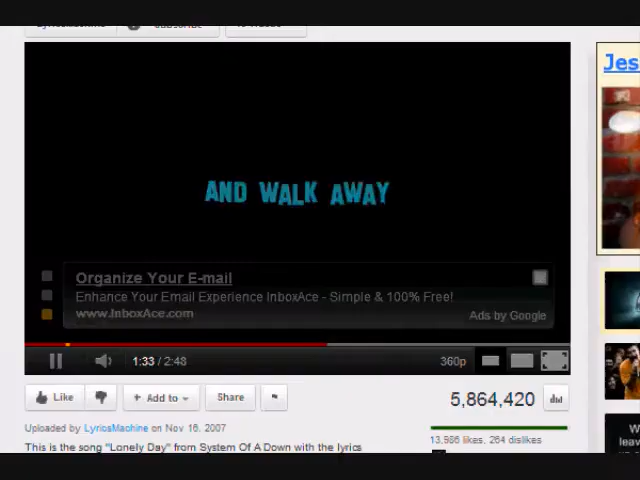 Jes
AND WALK AWAY
Organize Your E-mail
Enhance Your Email Experience InboxAce - Simple & 100% Free!
www.InboxAce.com
Ads by Google
1:33 / 2:48
360p
Like
+ Add to
Share
5,864,420
Uploaded by LyricsMachine on Nov 16, 2007
13,986 likes, 264 dislikes
This is the song "Lonely Day" from System Of A Down with the lyrics
W
leave